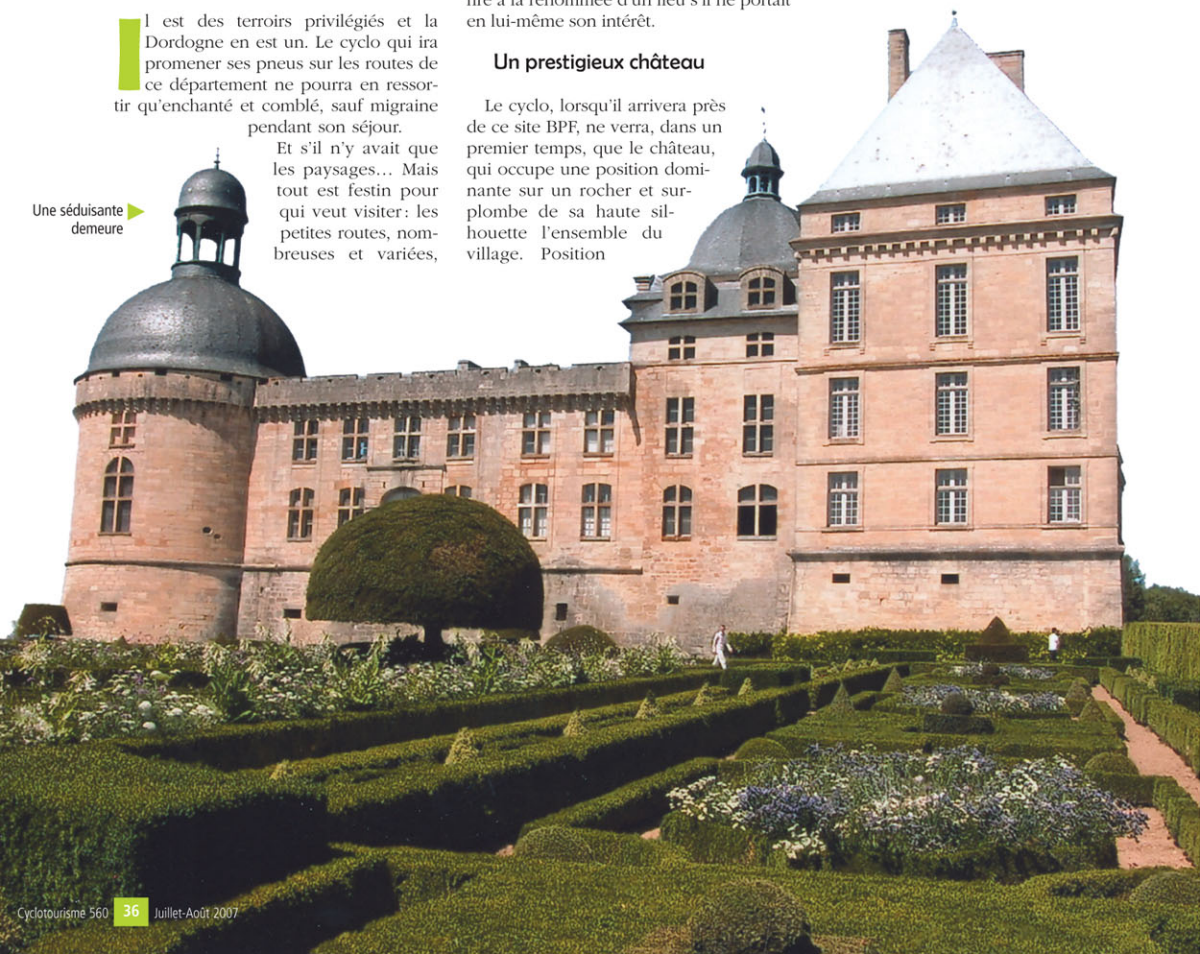 Il est des terroirs privilégiés et la
Dordogne en est un. Le cyclo qui ira
promener ses pneus sur les routes de
ce département ne pourra en ressor-
tir qu'enchanté et comblé, sauf migraine
pendant son séjour.
Et s'il n'y avait que
les paysages… Mais
tout est festin pour
qui veut visiter : les
petites routes, nom-
breuses et variées,
Une séduisante
demeure
en lui-même son intérêt.
Un prestigieux château
Le cyclo, lorsqu'il arrivera près
de ce site BPF, ne verra, dans un
premier temps, que le château,
qui occupe une position domi-
nante sur un rocher et sur-
plombe de sa haute sil-
houette l'ensemble du
village. Position
Cyclotourisme 560 36 Juillet-Août 2007